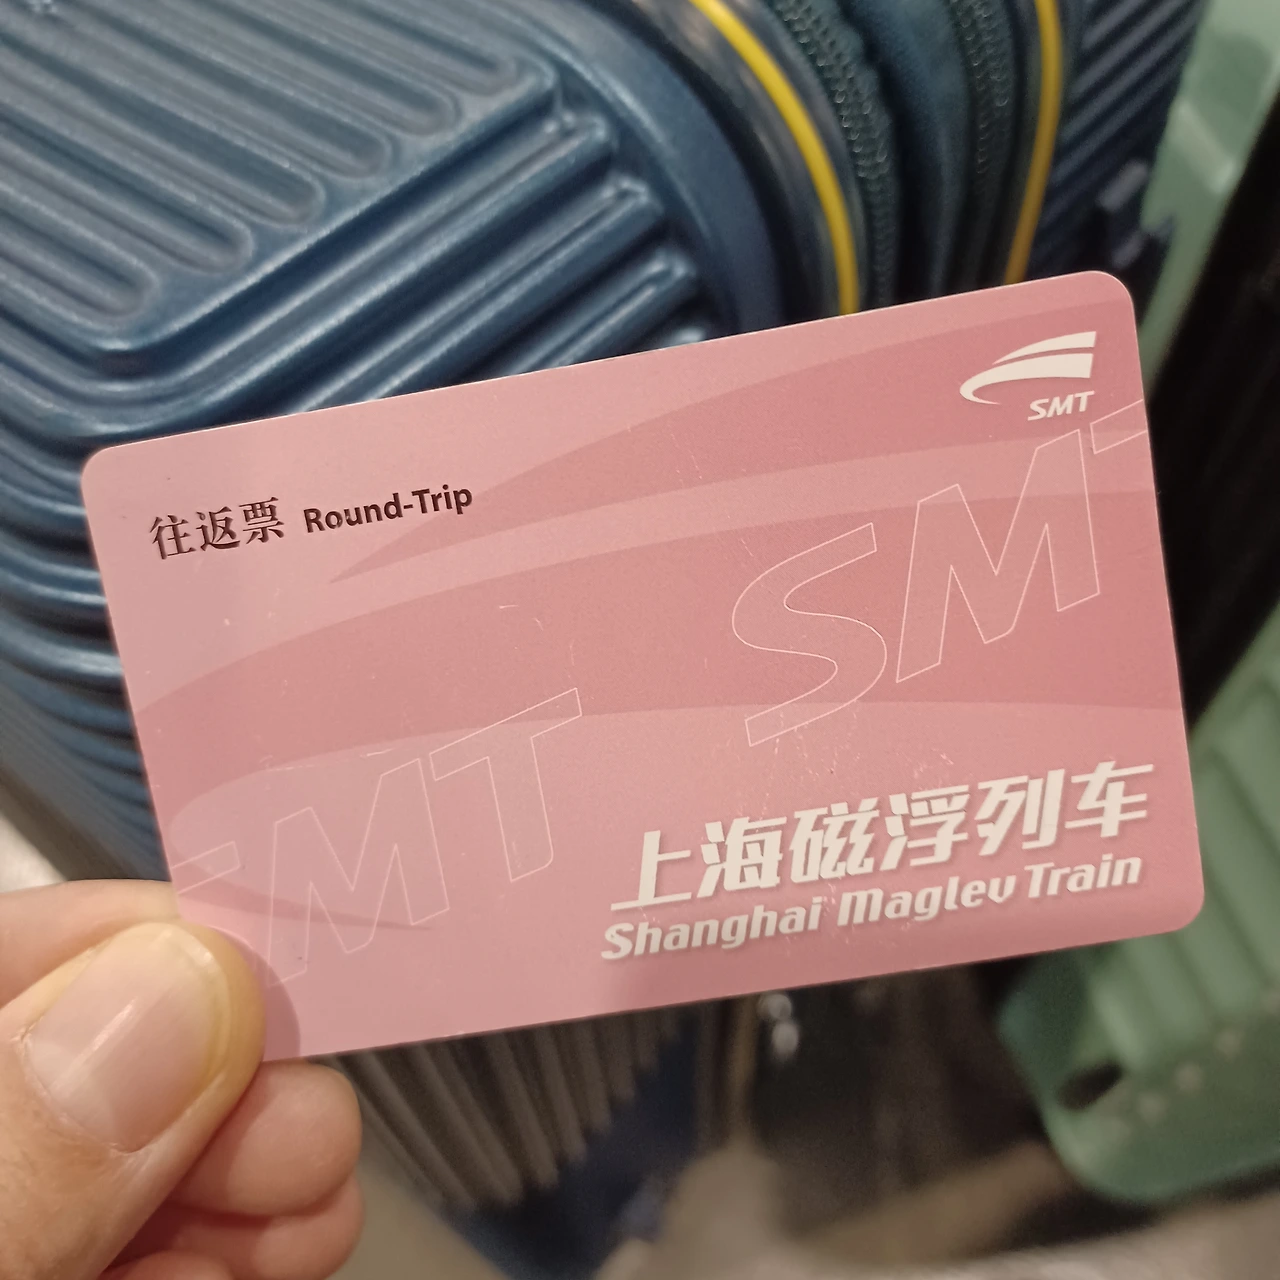 SMT
往返票 Round-Trip
SMT
SMT
上海磁浮列车
Shanghai Maglev Train